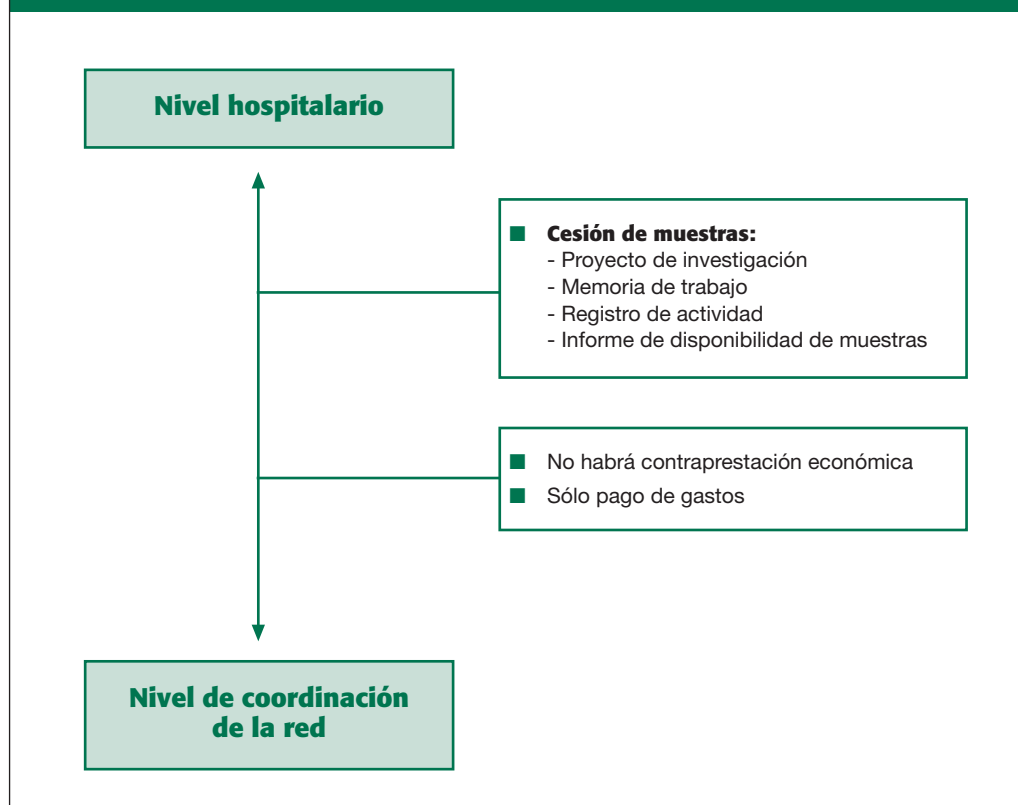 Nivel hospitalario
■ Cesión de muestras:
- Proyecto de investigación
- Memoria de trabajo
- Registro de actividad
- Informe de disponibilidad de muestras
■ No habrá contraprestación económica
■ Sólo pago de gastos
Nivel de coordinación
de la red